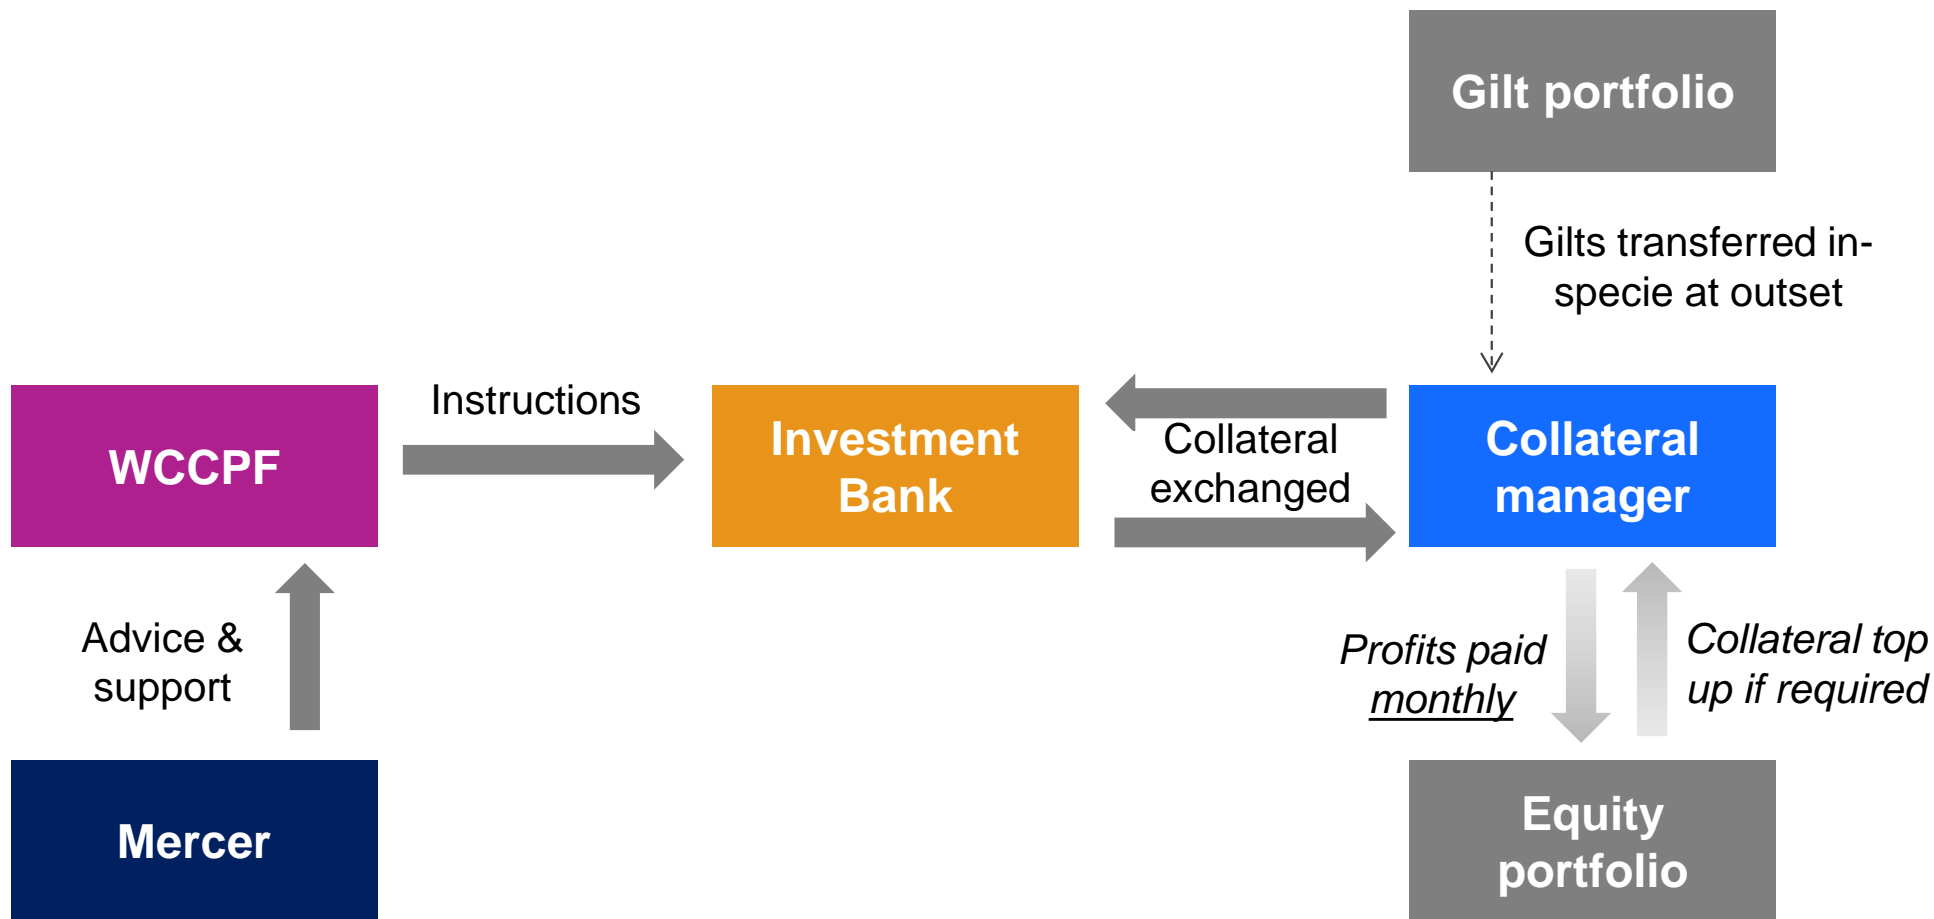 Gilt portfolio
Gilts transferred in-
specie at outset
WCCPF
Instructions
Investment
Bank
Collateral
exchanged
Collateral
manager
Advice &
support
Profits paid
monthly
Collateral top
up if required
Mercer
Equity
portfolio